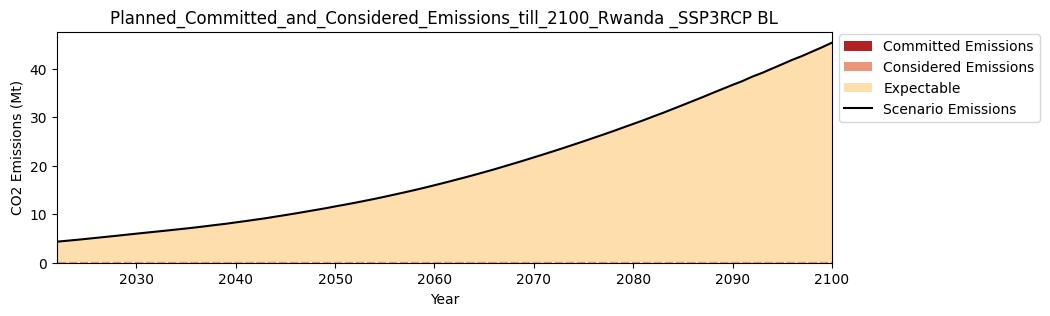 Planned_Committed_and_Considered_Emissions_till_2100_Rwanda _SSP3RCP BL
Committed Emissions
Considered Emissions
Expectable
Scenario Emissions
CO2 Emissions (Mt)
40
30
20
10
0
2030 2040 2050 2060 2070 2080 2090 2100
Year